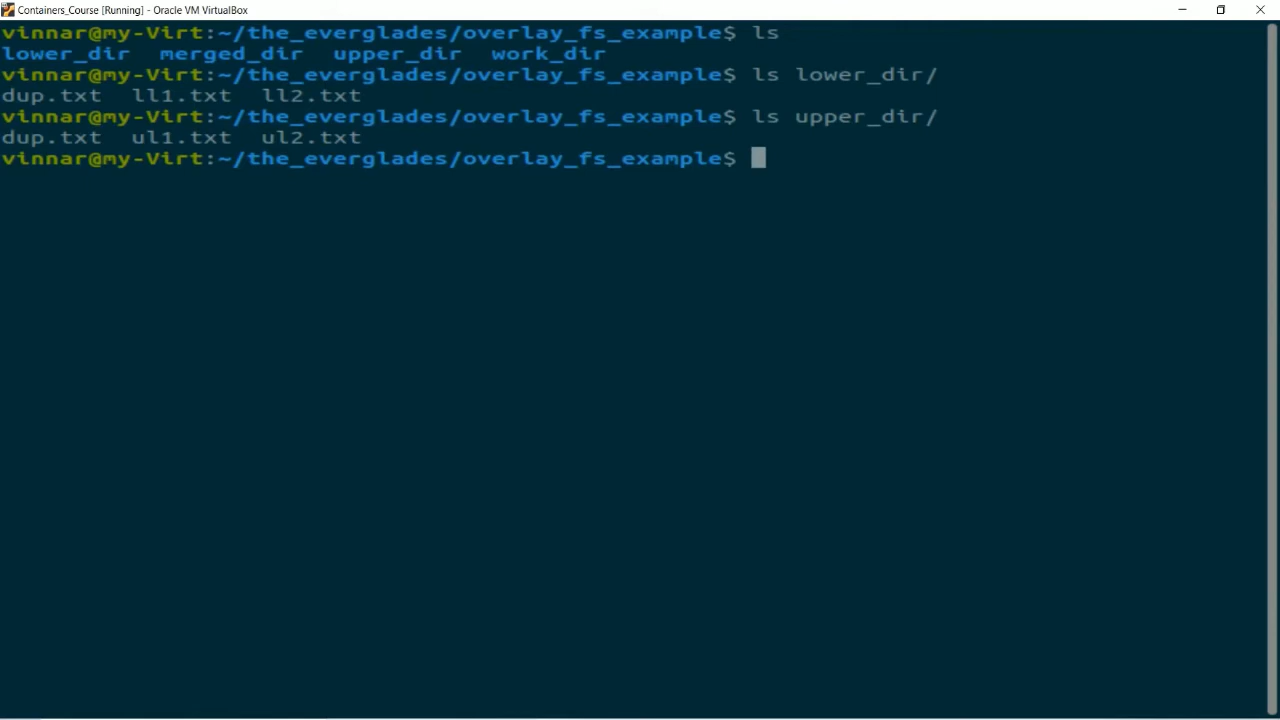 Containers_Course [Running] - Oracle VM VirtualBox
vinnar@my-Virt:~/the_everglades/overlay_fs_example$ ls
lower_dir  merged_dir  upper_dir  work_dir
vinnar@my-Virt:~/the_everglades/overlay_fs_example$ ls lower_dir/
dup.txt  ll1.txt  ll2.txt
vinnar@my-Virt:~/the_everglades/overlay_fs_example$ ls upper_dir/
dup.txt  ul1.txt  ul2.txt
vinnar@my-Virt:~/the_everglades/overlay_fs_example$